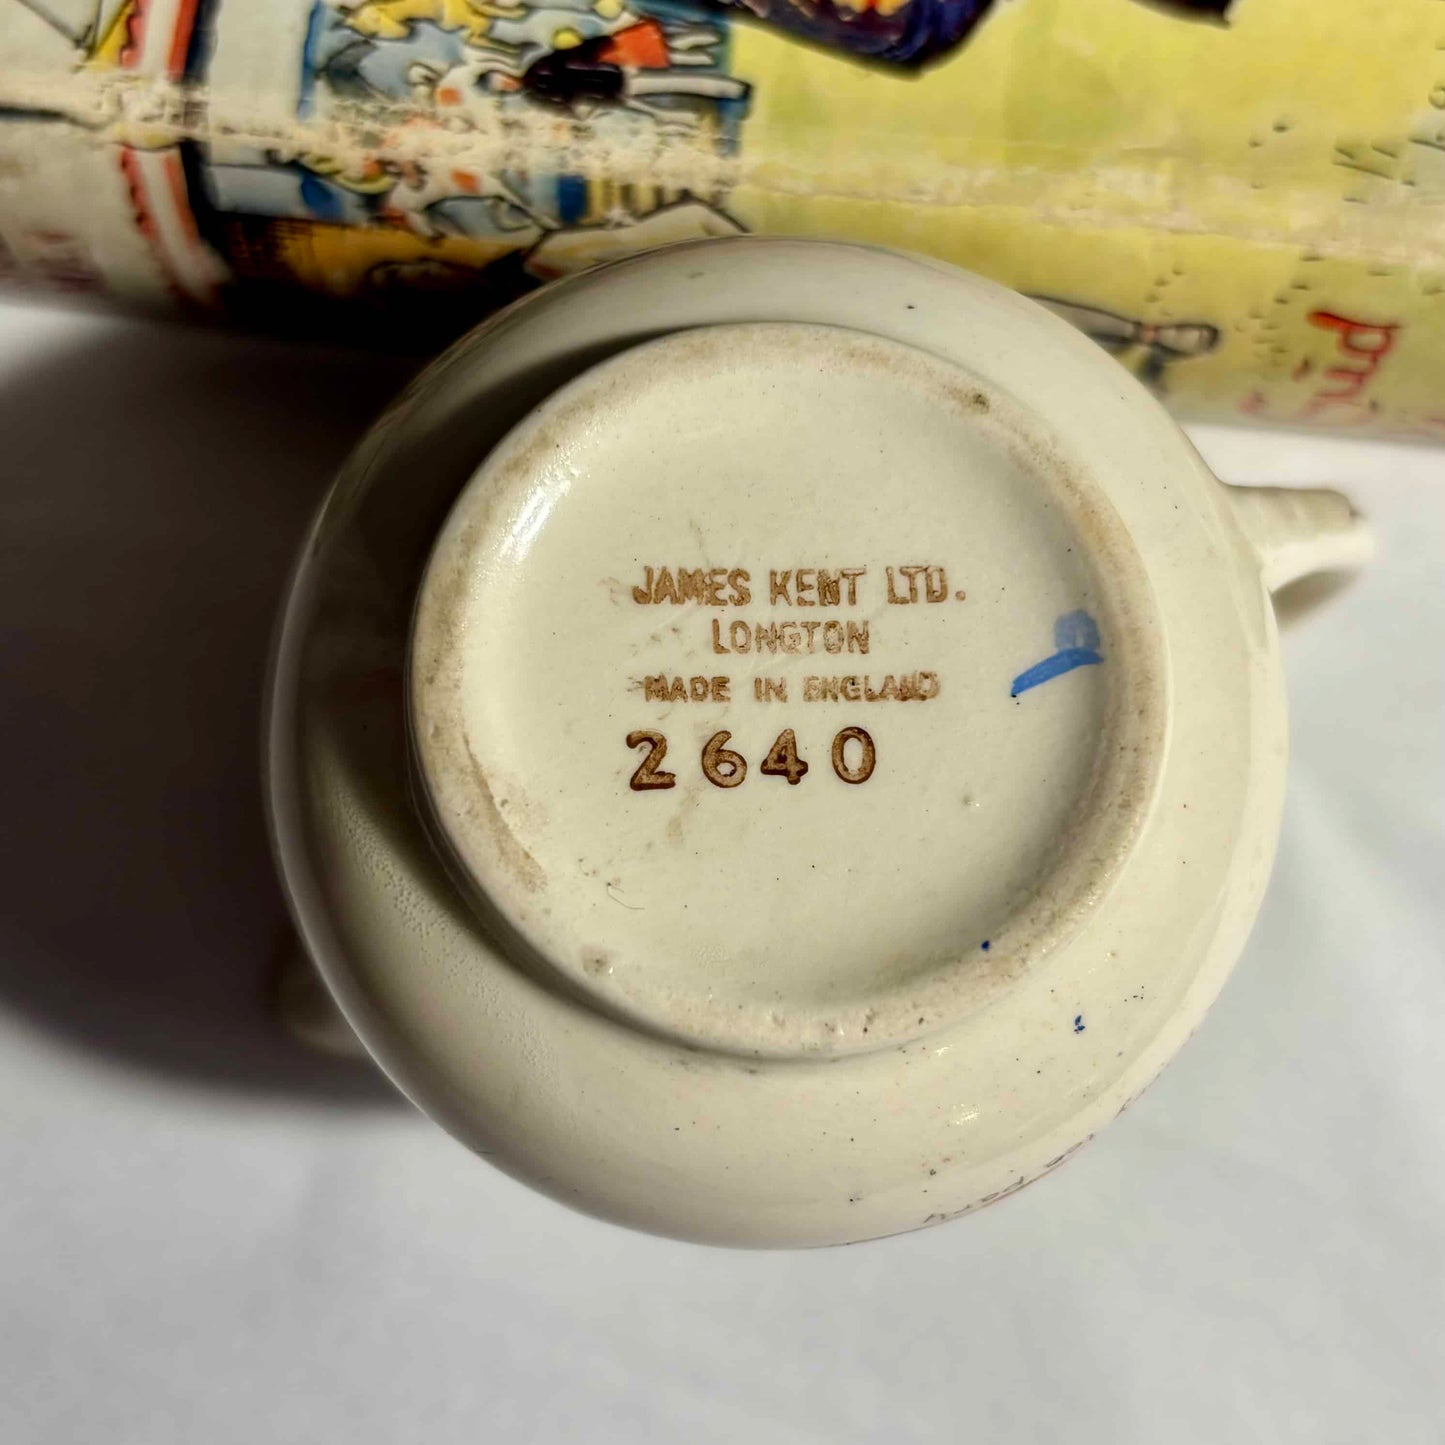 JAMES KENT LTD.
LONGTON
MADE IN ENGLAND
2640